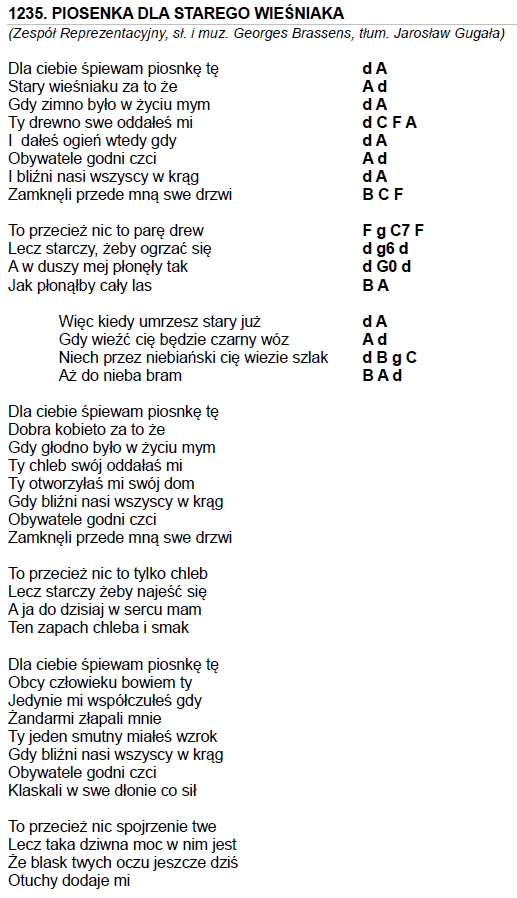 1235. PIOSENKA DLA STAREGO WIEŚNIAKA
(Zespół Reprezentacyjny, sł. i muz. Georges Brassens, tłum. Jarosław Gugała)
Dla ciebie śpiewam piosnkę tę d A
Stary wieśniaku za to że A d
Gdy zimno było w życiu mym d A
Ty drewno swe oddałeś mi d C F A
I dałeś ogień wtedy gdy d A
Obywatele godni czci A d
I bliźni nasi wszyscy w krąg d A
Zamknęli przede mną swe drzwi B C F
To przecież nic to parę drew F g C7 F
Lecz starczy, żeby ogrzać się d g6 d
A w duszy mej płonęły tak d G0 d
Jak płonąłby cały las B A
Więc kiedy umrzesz stary już d A
Gdy wieźć cię będzie czarny wóz A d
Niech przez niebiański cię wiezie szlak d B g C
Aż do nieba bram B A d
Dla ciebie śpiewam piosnkę tę
Dobra kobieto za to że
Gdy głodno było w życiu mym
Ty chleb swój oddałaś mi
Ty otworzyłaś mi swój dom
Gdy bliźni nasi wszyscy w krąg
Obywatele godni czci
Zamknęli przede mną swe drzwi
To przecież nic to tylko chleb
Lecz starczy żeby najeść się
A ja do dzisiaj w sercu mam
Ten zapach chleba i smak
Dla ciebie śpiewam piosnkę tę
Obcy człowieku bowiem ty
Jedynie mi współczułeś gdy
Żandarmi złapali mnie
Ty jeden smutny miałeś wzrok
Gdy bliźni nasi wszyscy w krąg
Obywatele godni czci
Klaskali w swe dłonie co sił
To przecież nic spojrzenie twe
Lecz taka dziwna moc w nim jest
Że blask twych oczu jeszcze dziś
Otuchy dodaje mi